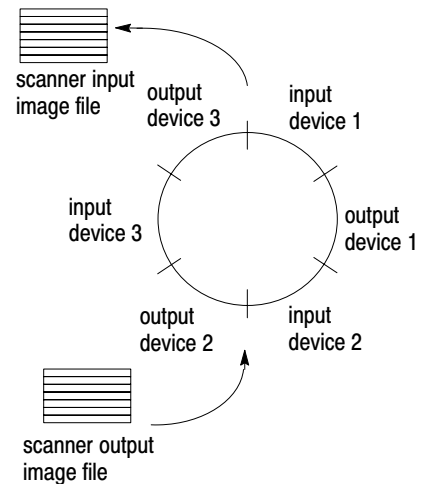 scanner input
image file
output
device 3
input
device 1
input
device 3
output
device 1
output
device 2
input
device 2
scanner output
image file